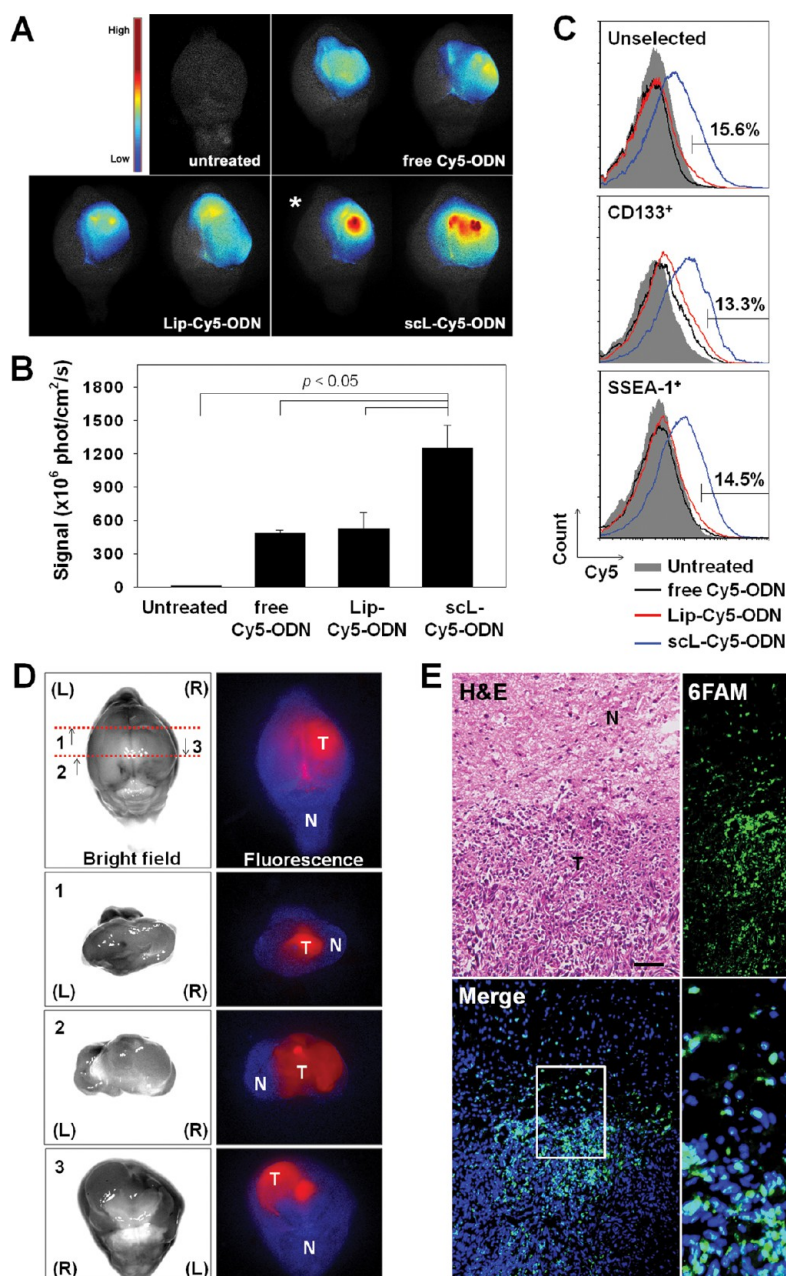 A
High
Low
untreated
free Cy5-ODN
Lip-Cy5-ODN
*
scL-Cy5-ODN
B
p < 0.05
Signal (x10⁶ phot/cm²/s)
1800
1500
1200
900
600
300
0
Untreated
free
Cy5-ODN
Lip-
Cy5-ODN
scL-
Cy5-ODN
C
Unselected
15.6%
CD133⁺
13.3%
SSEA-1⁺
14.5%
Count
Cy5
Untreated
free Cy5-ODN
Lip-Cy5-ODN
scL-Cy5-ODN
D
(L) (R)
1
2
3
Bright field
T
N
Fluorescence
1
(L) (R)
T N
2
(L) (R)
N T
3
(R) (L)
T
N
E
H&E
N
T
6FAM
Merge